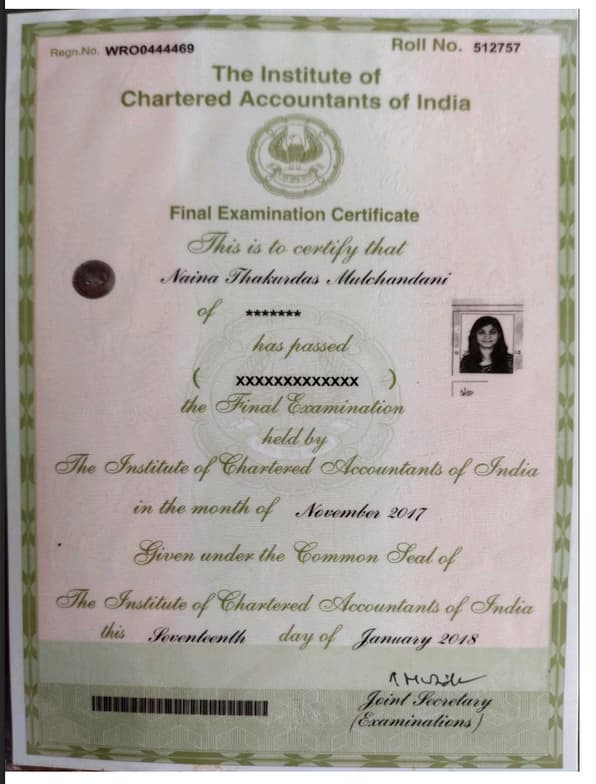 Regn.No. WRO0444469
Roll No. 512757
The Institute of
Chartered Accountants of India
Final Examination Certificate
This is to certify that
Naina Thakurdas Mulchandani
of *******
has passed
( XXXXXXXXXXXXX )
the Final Examination
held by
The Institute of Chartered Accountants of India
in the month of November 2017
Given under the Common Seal of
The Institute of Chartered Accountants of India
this Seventeenth day of January 2018
Joint Secretary
(Examinations)